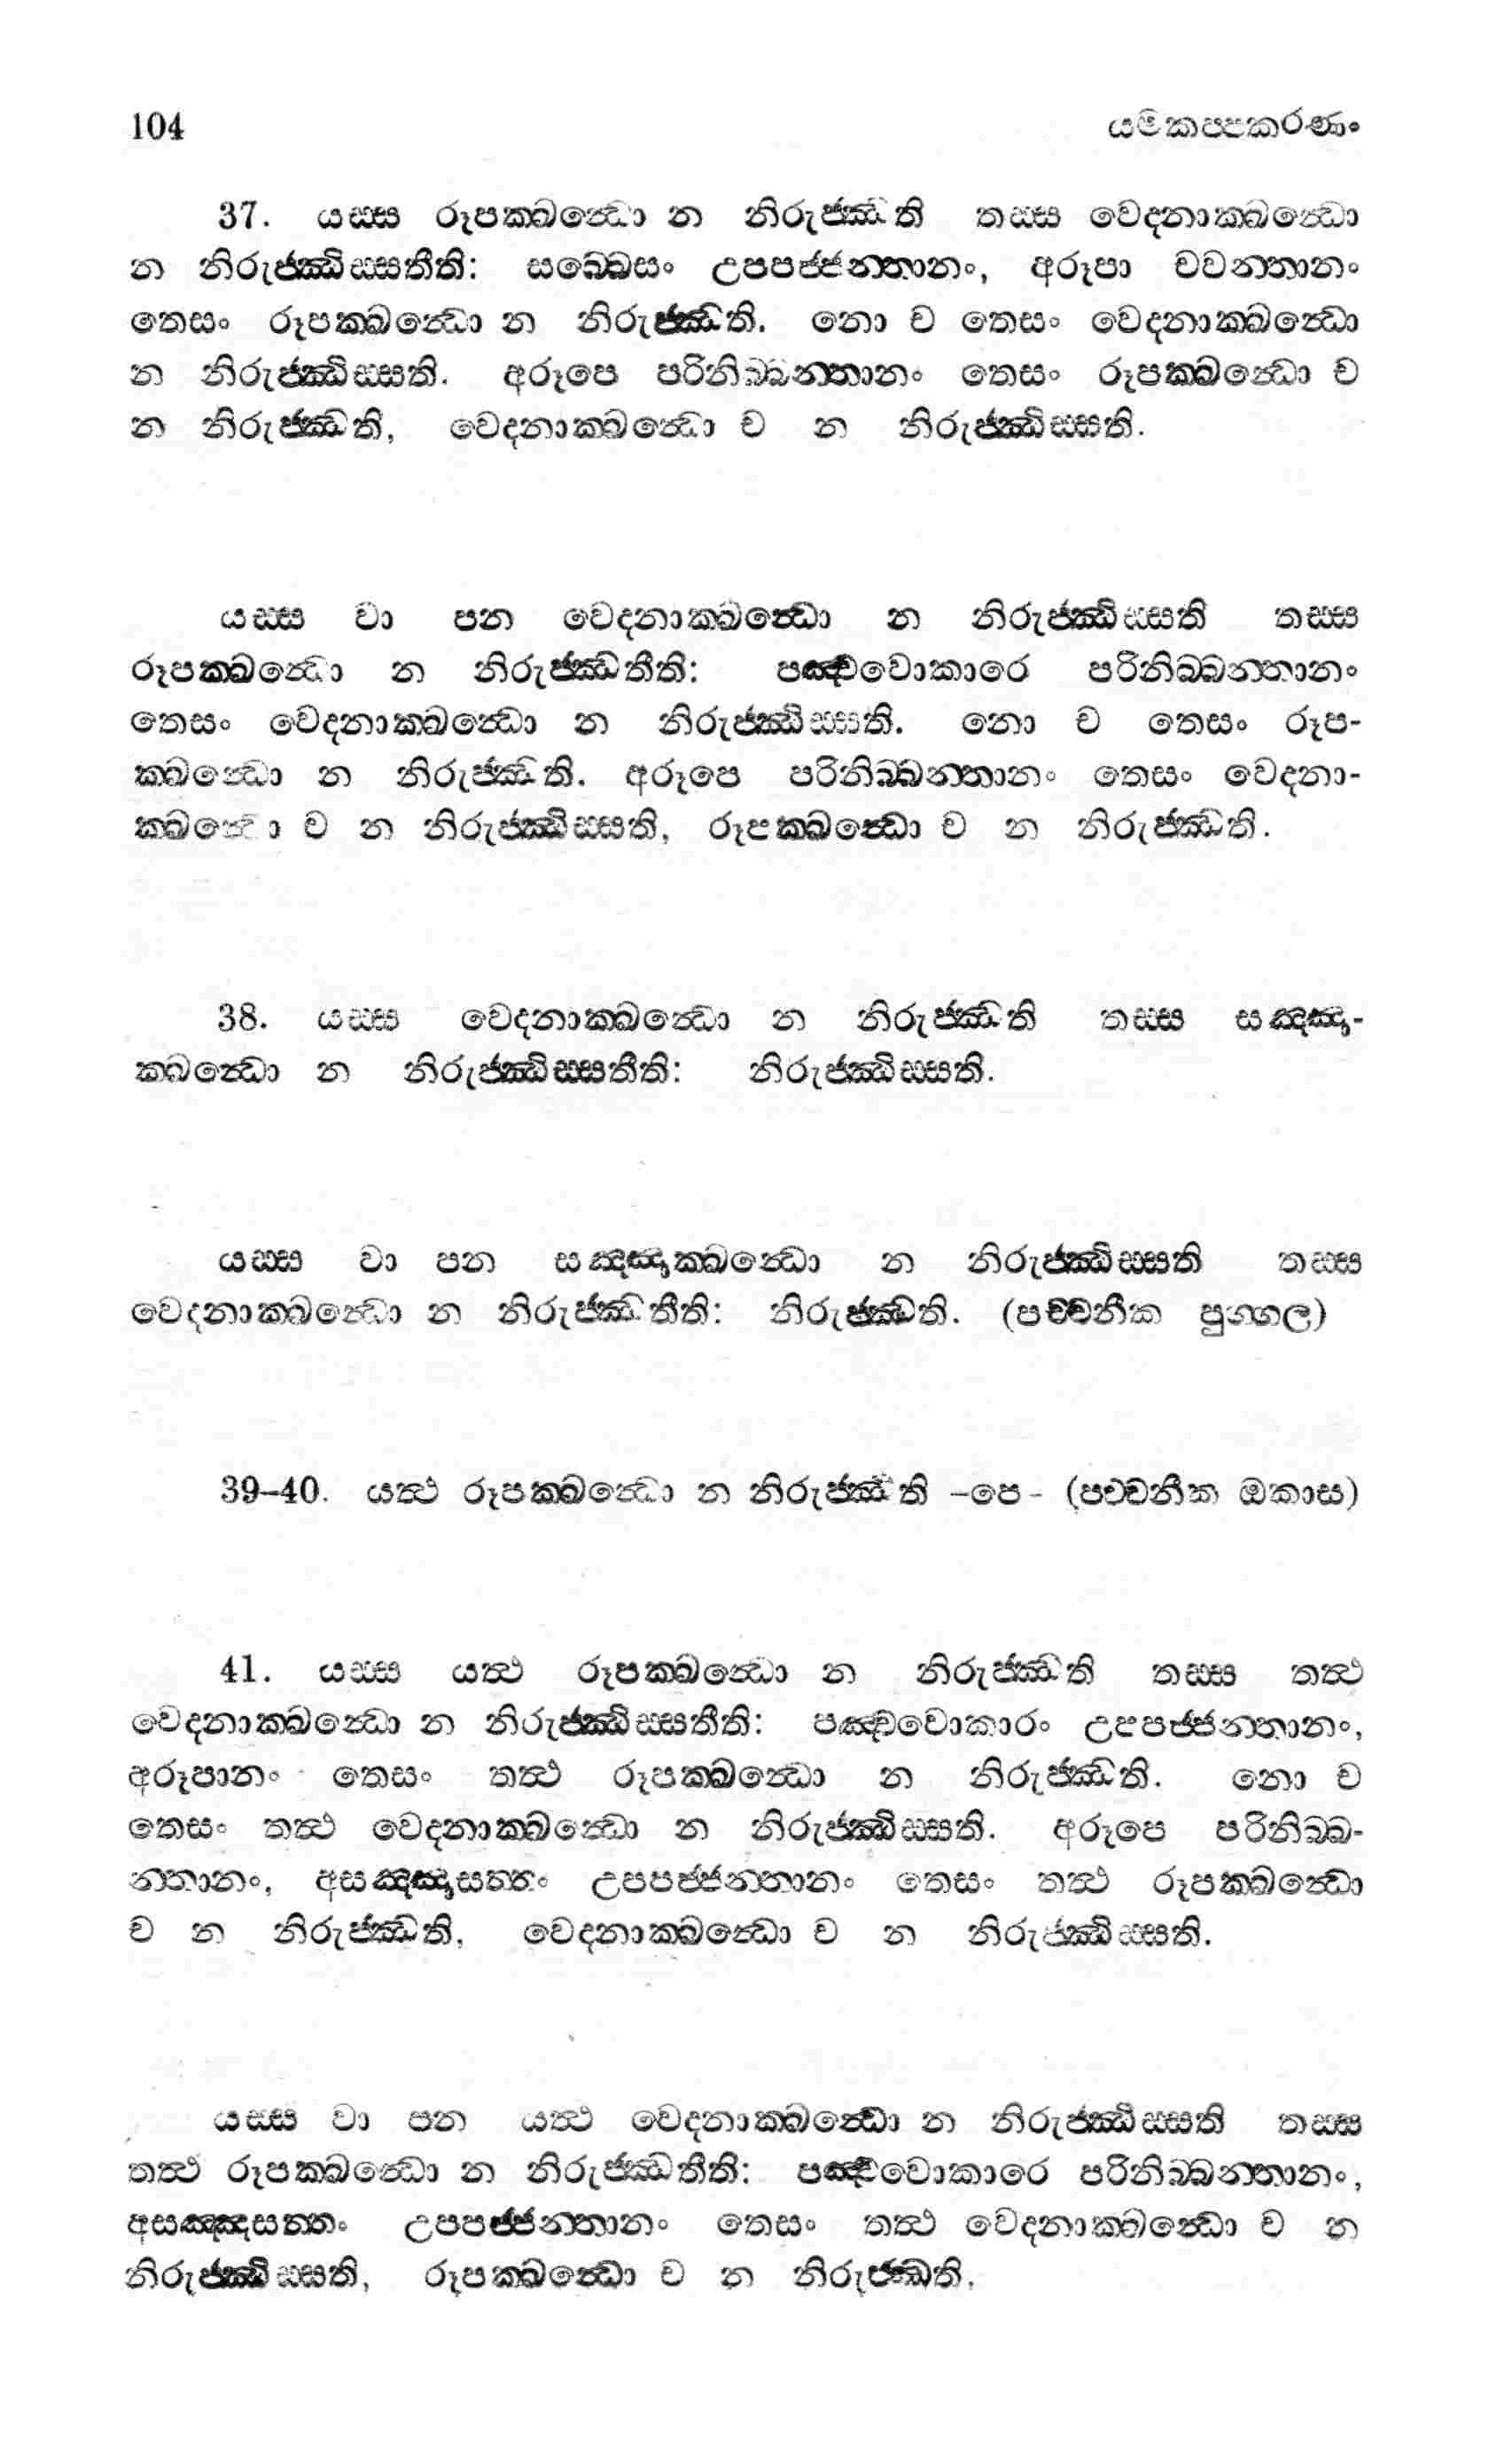 104 යමකප්පකරණං
37. යස්ස රූපක්ඛන්ධො න නිරුජ්ඣති තස්ස වෙදනාක්ඛන්ධො
න නිරුජ්ඣිස්සතීති: සබ්බෙසං උපපජ්ජන්තානං, අරූපා චවන්තානං
තෙසං රූපක්ඛන්ධො න නිරුජ්ඣති. නො ච තෙසං වෙදනාක්ඛන්ධො
න නිරුජ්ඣිස්සති. අරූපෙ පරිනිබ්බන්තානං තෙසං රූපක්ඛන්ධො ච
න නිරුජ්ඣති, වෙදනාක්ඛන්ධො ච න නිරුජ්ඣිස්සති.
යස්ස වා පන වෙදනාක්ඛන්ධො න නිරුජ්ඣිස්සති තස්ස
රූපක්ඛන්ධො න නිරුජ්ඣතීති: පඤ්චවොකාරෙ පරිනිබ්බන්තානං
තෙසං වෙදනාක්ඛන්ධො න නිරුජ්ඣිස්සති. නො ච තෙසං රූප-
ක්ඛන්ධො න නිරුජ්ඣති. අරූපෙ පරිනිබ්බන්තානං තෙසං වෙදනා-
ක්ඛන්ධො ච න නිරුජ්ඣිස්සති, රූපක්ඛන්ධො ච න නිරුජ්ඣති.
38. යස්ස වෙදනාක්ඛන්ධො න නිරුජ්ඣති තස්ස සඤ්ඤා-
ක්ඛන්ධො න නිරුජ්ඣිස්සතීති: නිරුජ්ඣිස්සති.
යස්ස වා පන සඤ්ඤාක්ඛන්ධො න නිරුජ්ඣිස්සති තස්ස
වෙදනාක්ඛන්ධො න නිරුජ්ඣතීති: නිරුජ්ඣති. (පච්චනීක පුග්ගල)
39–40. යත්ථ රූපක්ඛන්ධො න නිරුජ්ඣති –පෙ– (පච්චනීක ඔකාස)
41. යස්ස යත්ථ රූපක්ඛන්ධො න නිරුජ්ඣති තස්ස තත්ථ
වෙදනාක්ඛන්ධො න නිරුජ්ඣිස්සතීති: පඤ්චවොකාරං උපපජ්ජන්තානං,
අරූපානං තෙසං තත්ථ රූපක්ඛන්ධො න නිරුජ්ඣති. නො ච
තෙසං තත්ථ වෙදනාක්ඛන්ධො න නිරුජ්ඣිස්සති. අරූපෙ පරිනිබ්බ-
න්තානං, අසඤ්ඤසත්තං උපපජ්ජන්තානං තෙසං තත්ථ රූපක්ඛන්ධො
ච න නිරුජ්ඣති, වෙදනාක්ඛන්ධො ච න නිරුජ්ඣිස්සති.
යස්ස වා පන යත්ථ වෙදනාක්ඛන්ධො න නිරුජ්ඣිස්සති තස්ස
තත්ථ රූපක්ඛන්ධො න නිරුජ්ඣතීති: පඤ්චවොකාරෙ පරිනිබ්බන්තානං,
අසඤ්ඤසත්තං උපපජ්ජන්තානං තෙසං තත්ථ වෙදනාක්ඛන්ධො ච න
නිරුජ්ඣිස්සති, රූපක්ඛන්ධො ච න නිරුජ්ඣති.